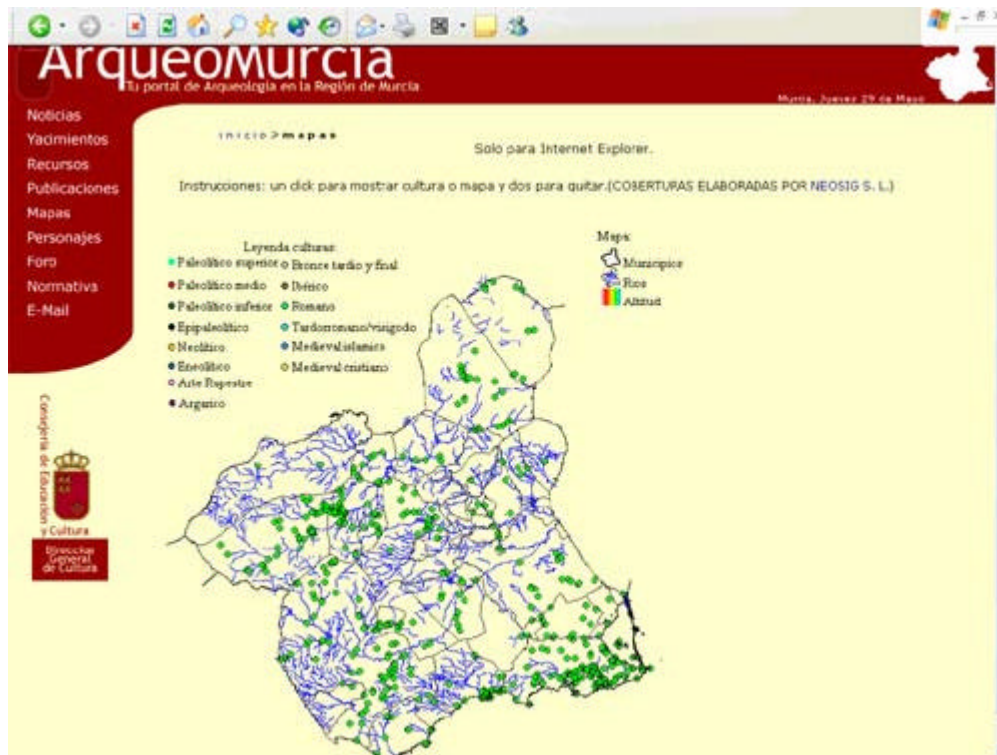 ArqueoMurcia
Tu portal de Arqueología en la Región de Murcia
Murcia, Jueves 29 de Mayo
Noticias
Yacimientos
Recursos
Publicaciones
Mapas
Personajes
Foro
Normativa
E-Mail
inicio>mapas
Solo para Internet Explorer.
Instrucciones: un click para mostrar cultura o mapa y dos para quitar.(COBERTURAS ELABORADAS POR NEOSIG S. L.)
Leyenda culturas:
Paleolítico superior
Paleolítico medio
Paleolítico inferior
Epipaleolítico
Neolítico
Eneolítico
Arte Rupestre
Argarico
Bronce tardio y final
Ibérico
Romano
Tardorromano/visigodo
Medieval islamico
Medieval cristiano
Mapa:
Municipios
Rios
Altitud
Consejería de Educación
y Cultura
Direccion
General
de Cultura